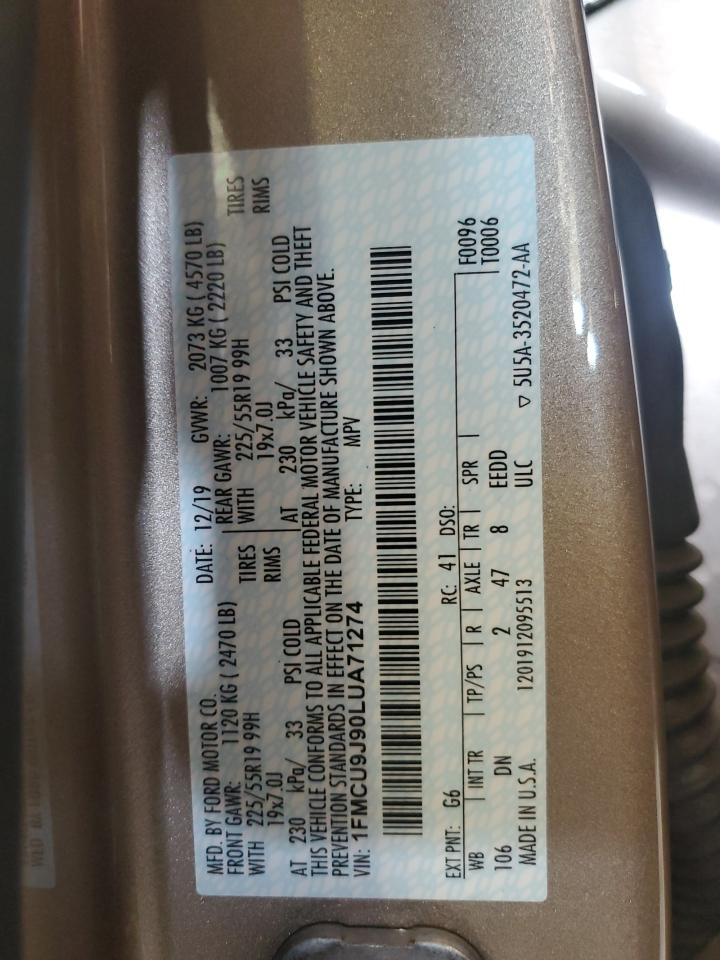 MFD. BY FORD MOTOR CO.
DATE: 12/19 GVWR: 2073 KG ( 4570 LB)
FRONT GAWR: 1120 KG ( 2470 LB) REAR GAWR: 1007 KG ( 2220 LB)
WITH 225/55R19 99H TIRES WITH 225/55R19 99H TIRES
19x7.0J RIMS 19x7.0J RIMS
AT 230 kPa/ 33 PSI COLD AT 230 kPa/ 33 PSI COLD
THIS VEHICLE CONFORMS TO ALL APPLICABLE FEDERAL MOTOR VEHICLE SAFETY AND THEFT
PREVENTION STANDARDS IN EFFECT ON THE DATE OF MANUFACTURE SHOWN ABOVE.
VIN: 1FMCU9J90LUA71274 TYPE: MPV
F0096
T0006
EXT PNT: G6 RC: 41 DSO:
WB INT TR TP/PS R AXLE TR SPR
106 DN 2 47 8 EEDD
MADE IN U.S.A. 1201912095513 ULC
▽ 5U5A-3520472-AA